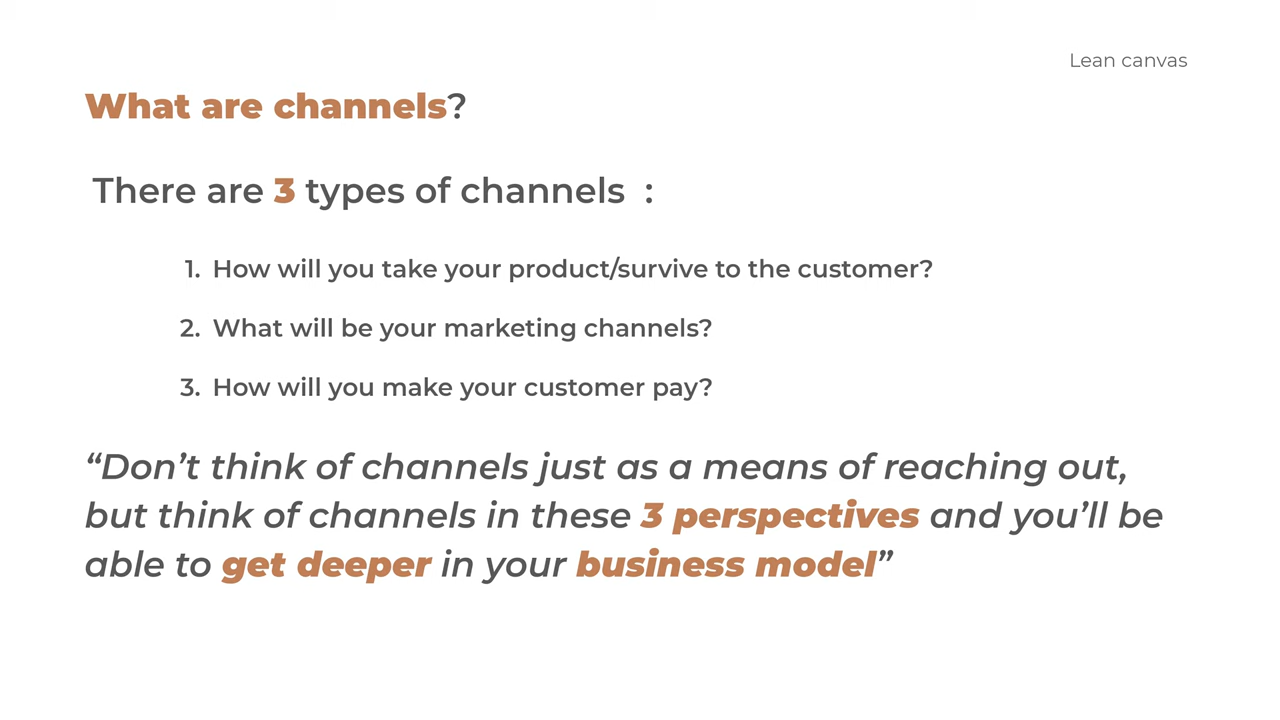 Lean canvas
What are channels?
There are 3 types of channels :
1. How will you take your product/survive to the customer?
2. What will be your marketing channels?
3. How will you make your customer pay?
“Don’t think of channels just as a means of reaching out,
but think of channels in these 3 perspectives and you’ll be
able to get deeper in your business model”